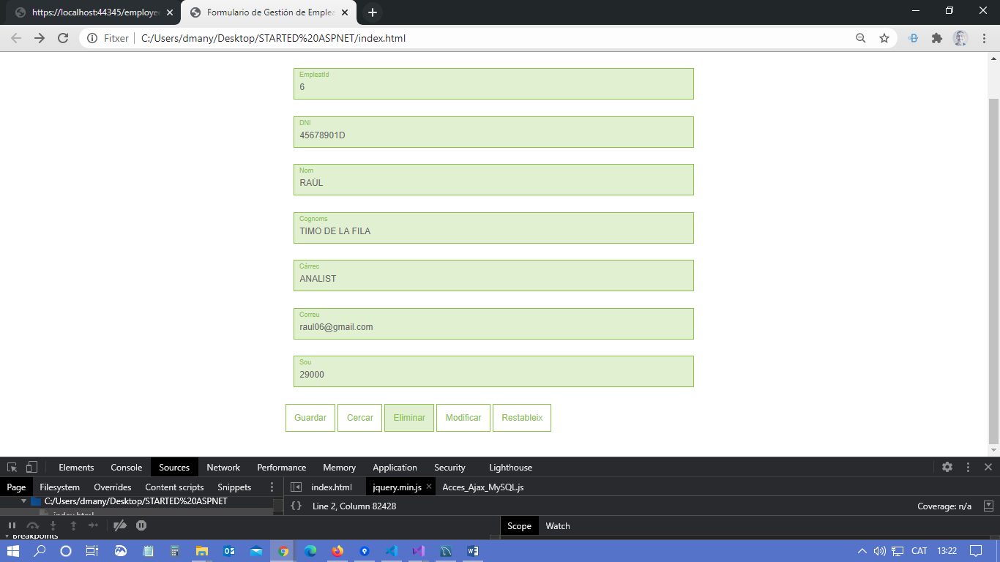 https://localhost:44345/employe
Formulario de Gestión de Emplea
Fitxer
C:/Users/dmany/Desktop/STARTED%20ASPNET/index.html
EmpleatId
6
DNI
45678901D
Nom
RAÚL
Cognoms
TIMO DE LA FILA
Càrrec
ANALIST
Correu
raul06@gmail.com
Sou
29000
Guardar Cercar Eliminar Modificar Restableix
Elements Console Sources Network Performance Memory Application Security Lighthouse
Page Filesystem Overrides Content scripts Snippets
index.html jquery.min.js Acces_Ajax_MySQL.js
C:/Users/dmany/Desktop/STARTED%20ASPNET
index.html
{} Line 2, Column 82428
Coverage: n/a
Scope Watch
Breakpoints
CAT 13:22